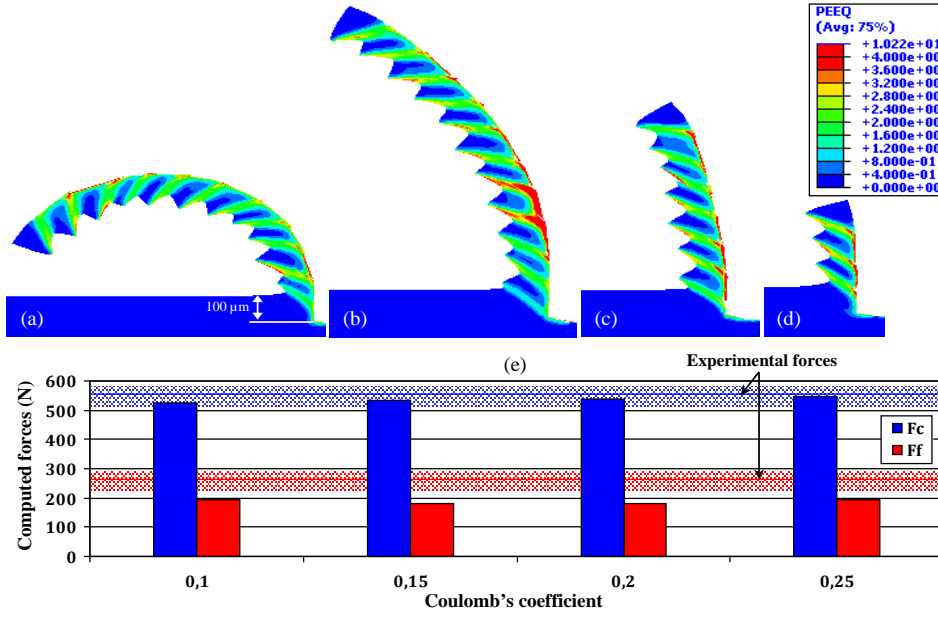 PEEQ
(Avg: 75%)
+1.022e+01
+4.000e+00
+3.600e+00
+3.200e+00
+2.800e+00
+2.400e+00
+2.000e+00
+1.600e+00
+1.200e+00
+8.000e-01
+4.000e-01
+0.000e+00
100 µm
(a)
(b)
(c)
(d)
(e)
Experimental forces
Computed forces (N)
600
500
400
300
200
100
0
Fc
Ff
0,1
0,15
0,2
0,25
Coulomb's coefficient